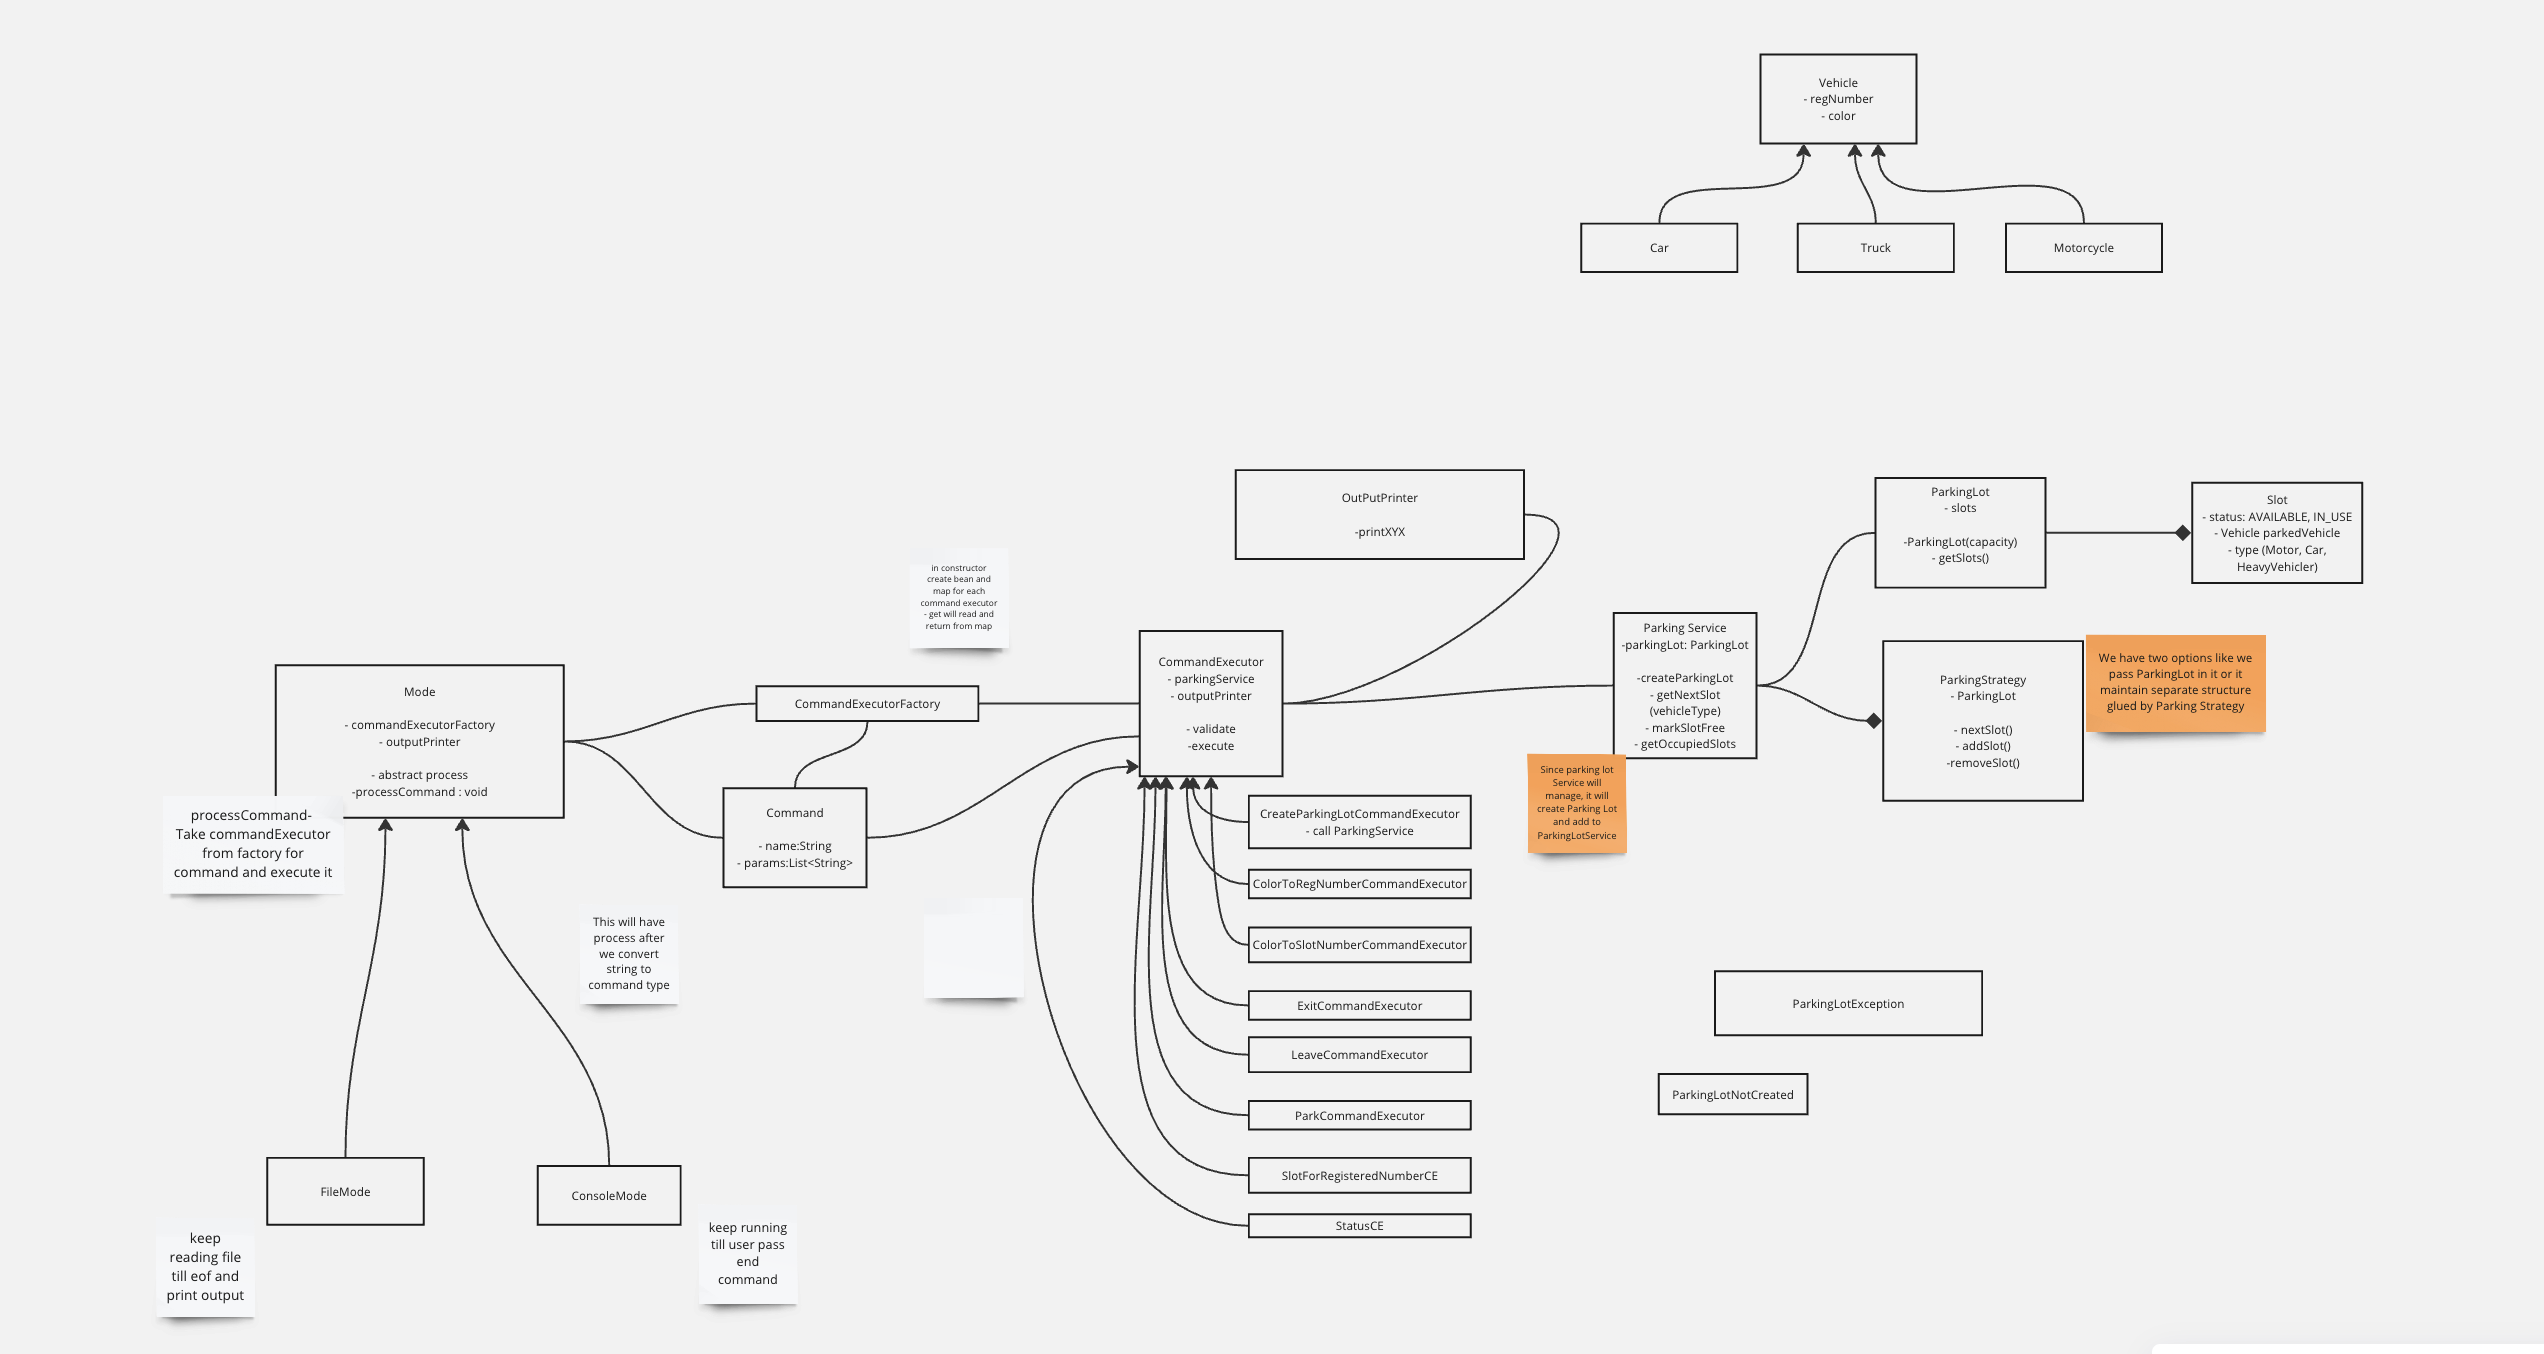 Vehicle
- regNumber
- color
Car
Truck
Motorcycle
OutPutPrinter
-printXYX
ParkingLot
- slots
-ParkingLot(capacity)
- getSlots()
Slot
- status: AVAILABLE, IN_USE
- Vehicle parkedVehicle
- type (Motor, Car,
HeavyVehicler)
in constructor
create bean and
map for each
command executor
- get will read and
return from map
Mode
- commandExecutorFactory
- outputPrinter
- abstract process
-processCommand : void
processCommand-
Take commandExecutor
from factory for
command and execute it
CommandExecutorFactory
Command
- name:String
- params:List<String>
This will have
process after
we convert
string to
command type
CommandExecutor
- parkingService
- outputPrinter
- validate
-execute
Parking Service
-parkingLot: ParkingLot
-createParkingLot
- getNextSlot
(vehicleType)
- markSlotFree
- getOccupiedSlots
Since parking lot
Service will
manage, it will
create Parking Lot
and add to
ParkingLotService
ParkingStrategy
- ParkingLot
- nextSlot()
- addSlot()
-removeSlot()
We have two options like we
pass ParkingLot in it or it
maintain separate structure
glued by Parking Strategy
CreateParkingLotCommandExecutor
- call ParkingService
ColorToRegNumberCommandExecutor
ColorToSlotNumberCommandExecutor
ExitCommandExecutor
LeaveCommandExecutor
ParkCommandExecutor
SlotForRegisteredNumberCE
StatusCE
ParkingLotException
ParkingLotNotCreated
FileMode
ConsoleMode
keep
reading file
till eof and
print output
keep running
till user pass
end
command